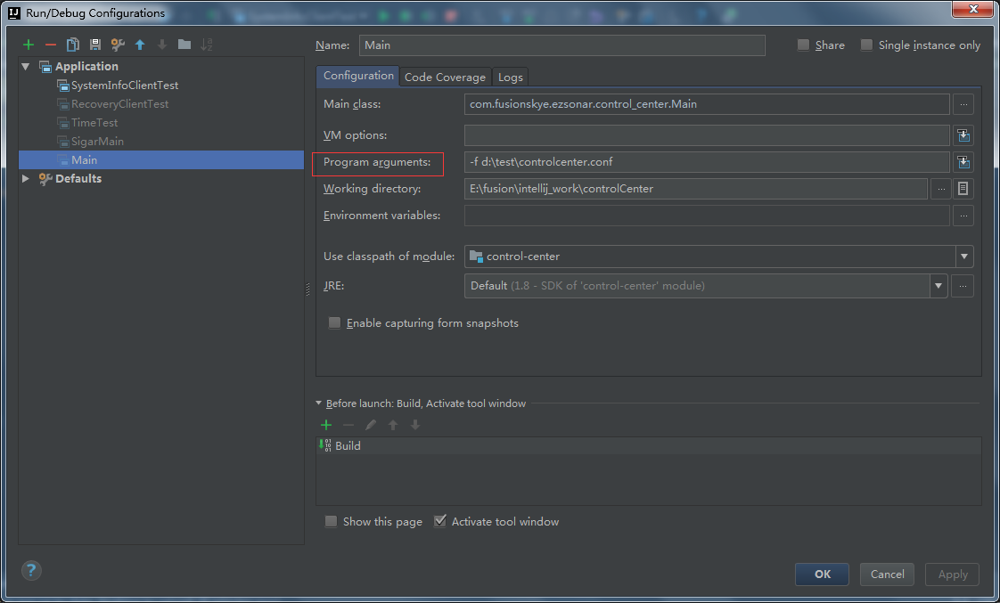 Run/Debug Configurations
Application
SystemInfoClientTest
RecoveryClientTest
TimeTest
SigarMain
Main
Defaults
Name: Main
Share
Single instance only
Configuration Code Coverage Logs
Main class: com.fusionskye.ezsonar.control_center.Main ...
VM options:
Program arguments: -f d:\test\controlcenter.conf
Working directory: E:\fusion\intellij_work\controlCenter ...
Environment variables: ...
Use classpath of module: control-center
JRE: Default (1.8 - SDK of 'control-center' module) ...
Enable capturing form snapshots
Before launch: Build, Activate tool window
Build
Show this page Activate tool window
? OK Cancel Apply